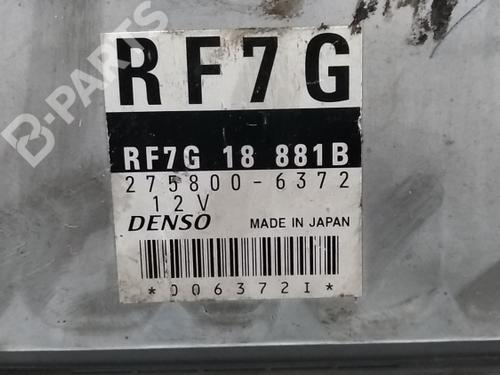 B-PARTS
RF7G
RF7G 18 881B
275800-6372
12V
DENSO MADE IN JAPAN
*006372I*